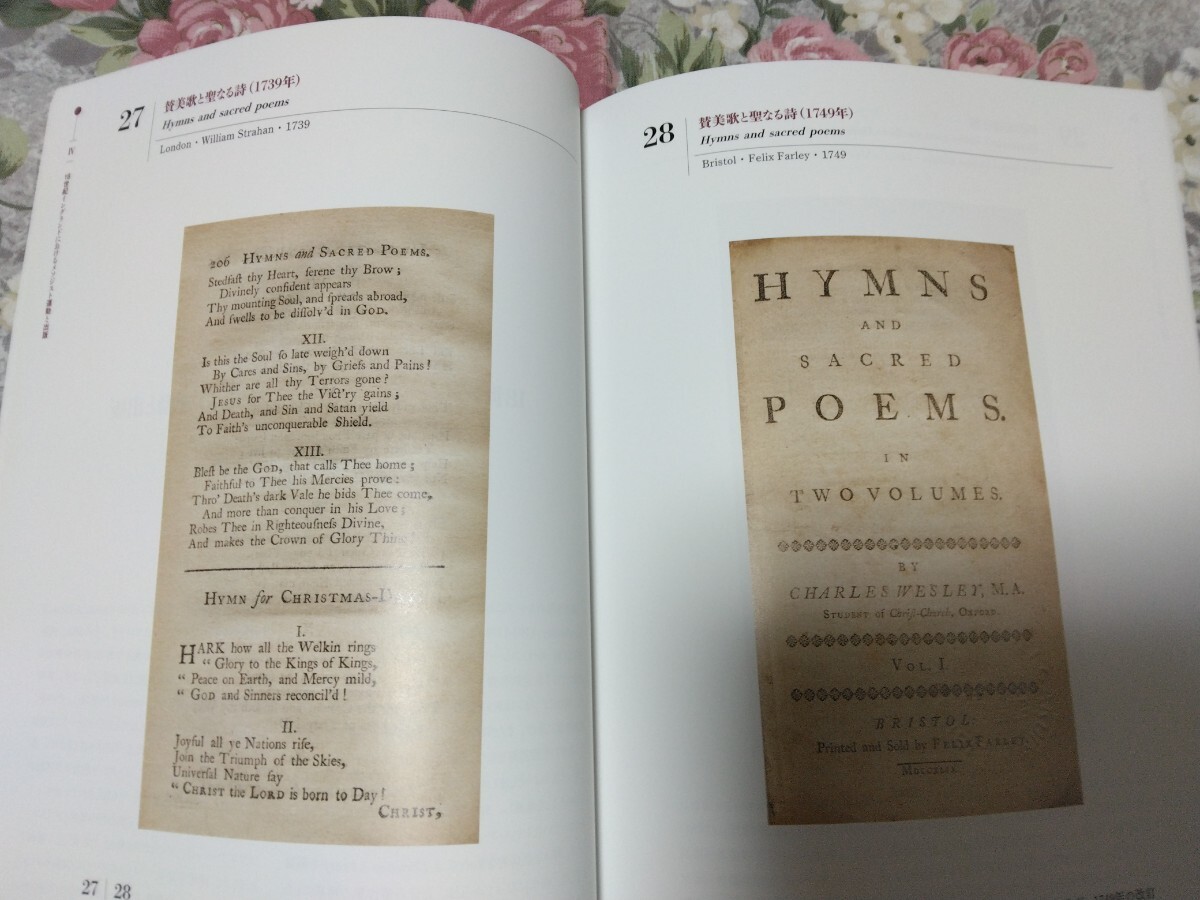 27
賛美歌と聖なる詩(1739年)
Hymns and sacred poems
London・William Strahan・1739
206 HYMNS and SACRED POEMS.
Stedfaſt thy Heart, ſerene thy Brow;
Divinely confident appears
Thy mounting Soul, and ſpreads abroad,
And ſwells to be diſſolv'd in GOD.
XII.
Is this the Soul ſo late weigh'd down
By Cares and Sins, by Griefs and Pains!
Whither are all thy Terrors gone?
JESUS for Thee the Vict'ry gains;
And Death, and Sin and Satan yield
To Faith's unconquerable Shield.
XIII.
Bleſt be the GOD, that calls Thee home;
Faithful to Thee his Mercies prove:
Thro' Death's dark Vale he bids Thee come,
And more than conquer in his Love;
Robes Thee in Righteouſneſs Divine,
And makes the Crown of Glory Thine!
HYMN for CHRISTMAS-D
I.
HARK how all the Welkin rings
" Glory to the Kings of Kings,
" Peace on Earth, and Mercy mild,
" GOD and Sinners reconcil'd!
II.
Joyful all ye Nations riſe,
Join the Triumph of the Skies,
Univerſal Nature ſay
" CHRIST the LORD is born to Day!
CHRIST,
27 | 28
28
賛美歌と聖なる詩(1749年)
Hymns and sacred poems
Bristol・Felix Farley・1749
HYMNS
AND
SACRED
POEMS.
IN
TWO VOLUMES.
BY
CHARLES WESLEY, M.A.
STUDENT of Chriſt-Church, OXFORD.
VOL. I.
BRISTOL:
Printed and Sold by FELIX FARLEY.